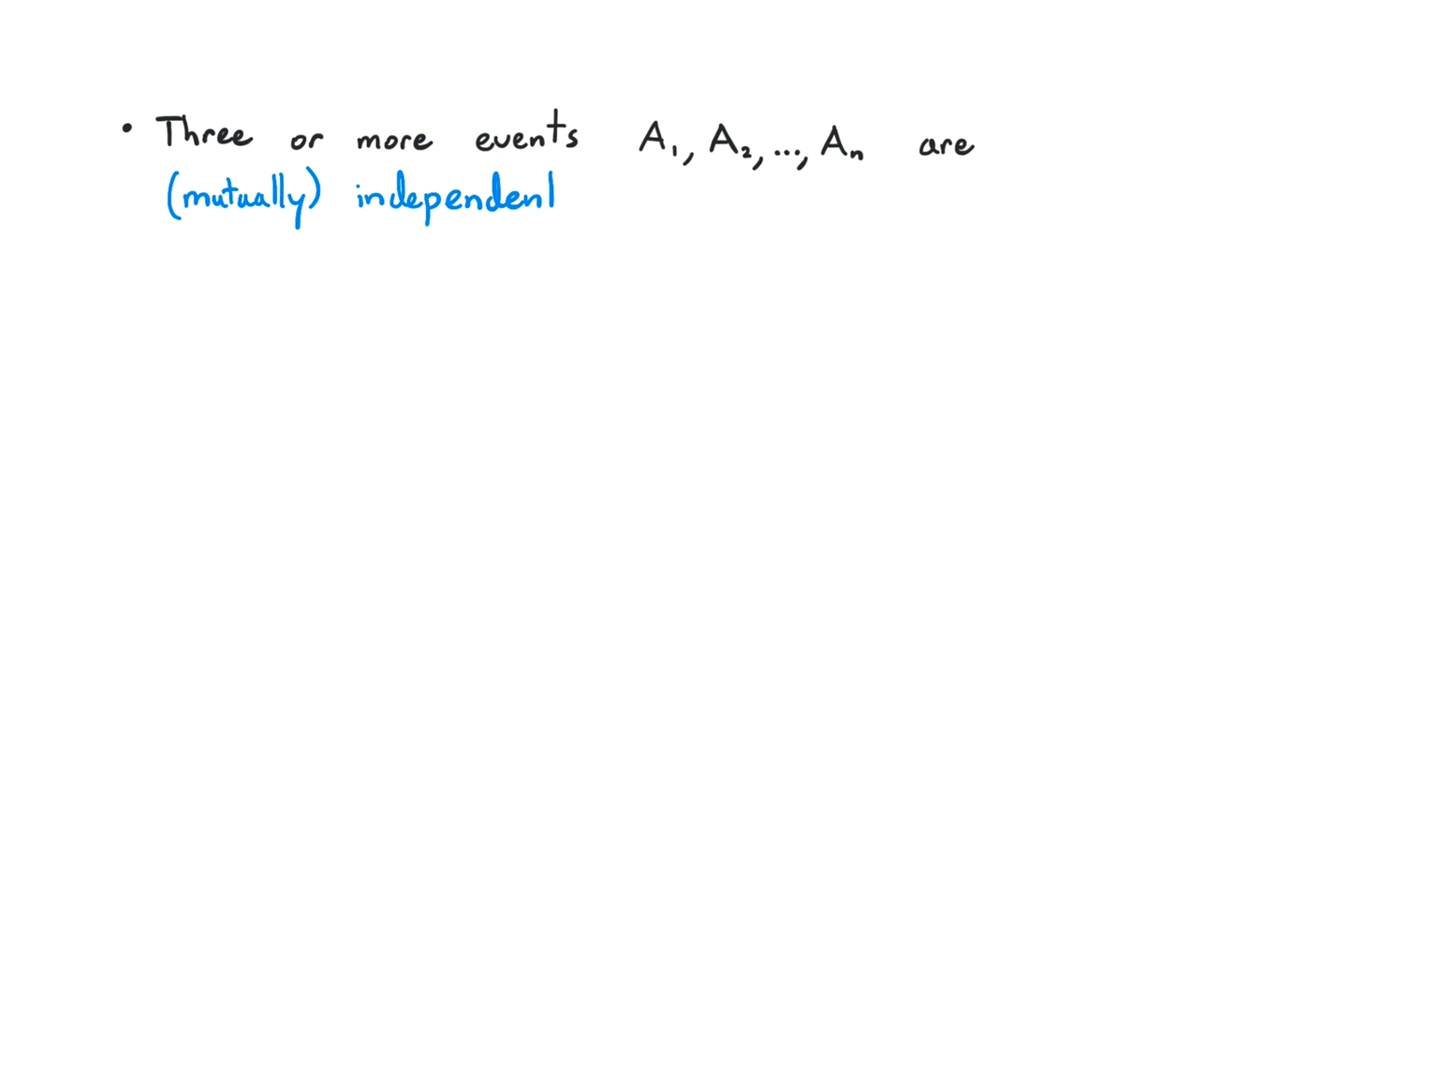 • Three or more events A₁, A₂, ..., Aₙ are
(mutually) independent